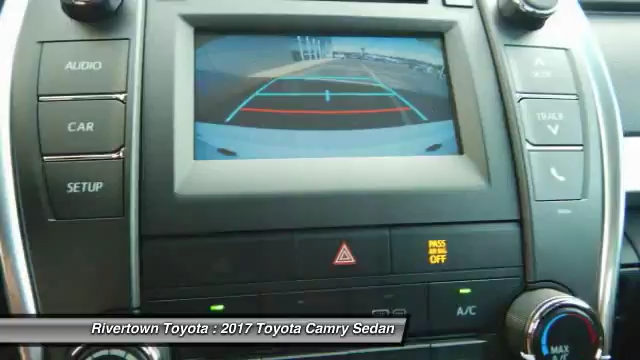 AUDIO
CAR
SETUP
∧
TRACK
∨
PASS
AIR BAG
OFF
A/C
MAX
Rivertown Toyota : 2017 Toyota Camry Sedan